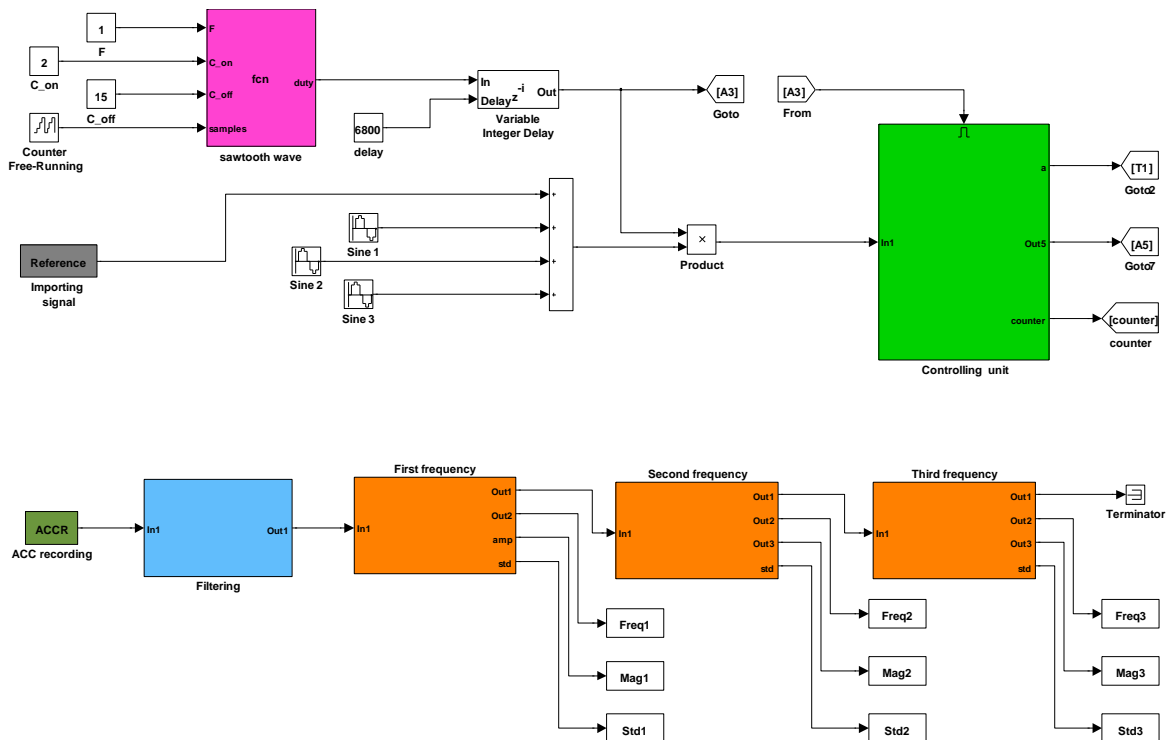 1
F
2
C_on
15
C_off
Counter
Free-Running
F
C_on
C_off
samples
fcn
duty
sawtooth wave
6800
delay
In
Delay
z
-i
Out
Variable
Integer Delay
[A3]
Goto
[A3]
From
Reference
Importing
signal
Sine 1
Sine 2
Sine 3
+
+
+
+
×
Product
In1
a
Out5
counter
Controlling unit
[T1]
Goto2
[A5]
Goto7
[counter]
counter
ACCR
ACC recording
In1
Out1
Filtering
First frequency
In1
Out1
Out2
amp
std
Freq1
Mag1
Std1
Second frequency
In1
Out1
Out2
Out3
std
Freq2
Mag2
Std2
Third frequency
In1
Out1
Out2
Out3
std
Terminator
Freq3
Mag3
Std3